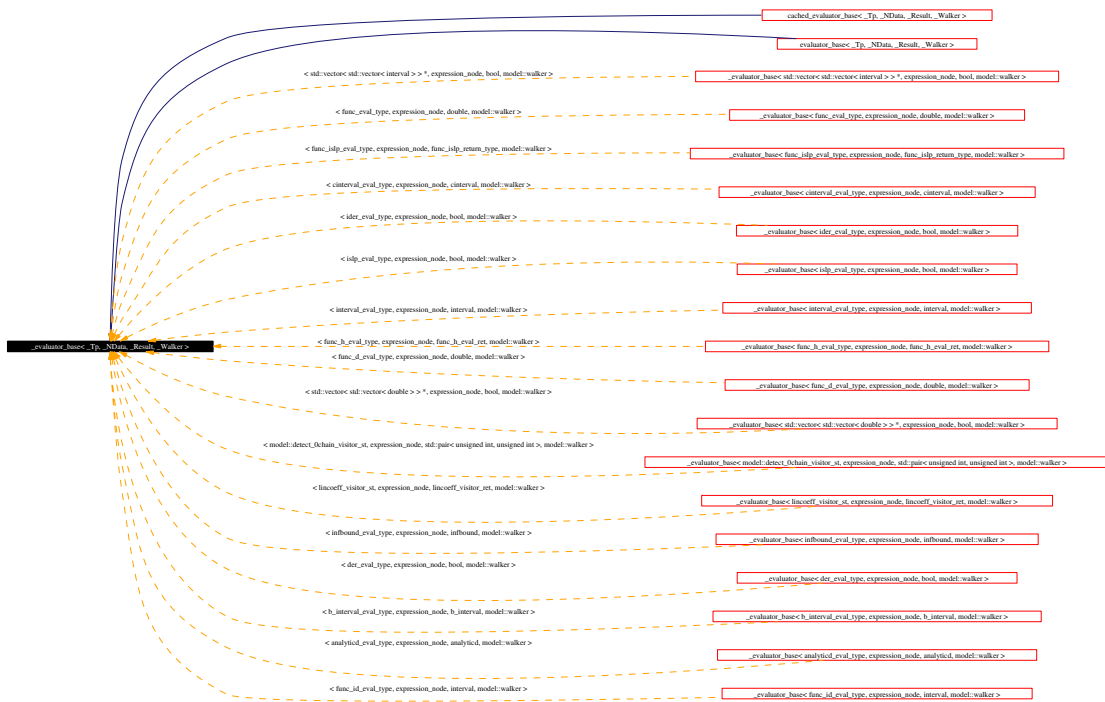 cached_evaluator_base< _Tp, _NData, _Result, _Walker >
evaluator_base< _Tp, _NData, _Result, _Walker >
< std::vector< std::vector< interval > > *, expression_node, bool, model::walker >
_evaluator_base< std::vector< std::vector< interval > > *, expression_node, bool, model::walker >
< func_eval_type, expression_node, double, model::walker >
_evaluator_base< func_eval_type, expression_node, double, model::walker >
< func_islp_eval_type, expression_node, func_islp_return_type, model::walker >
_evaluator_base< func_islp_eval_type, expression_node, func_islp_return_type, model::walker >
< cinterval_eval_type, expression_node, cinterval, model::walker >
_evaluator_base< cinterval_eval_type, expression_node, cinterval, model::walker >
< ider_eval_type, expression_node, bool, model::walker >
_evaluator_base< ider_eval_type, expression_node, bool, model::walker >
< islp_eval_type, expression_node, bool, model::walker >
_evaluator_base< islp_eval_type, expression_node, bool, model::walker >
< interval_eval_type, expression_node, interval, model::walker >
_evaluator_base< interval_eval_type, expression_node, interval, model::walker >
_evaluator_base< _Tp, _NData, _Result, _Walker >
< func_h_eval_type, expression_node, func_h_eval_ret, model::walker >
_evaluator_base< func_h_eval_type, expression_node, func_h_eval_ret, model::walker >
< func_d_eval_type, expression_node, double, model::walker >
_evaluator_base< func_d_eval_type, expression_node, double, model::walker >
< std::vector< std::vector< double > > *, expression_node, bool, model::walker >
_evaluator_base< std::vector< std::vector< double > > *, expression_node, bool, model::walker >
< model::detect_0chain_visitor_st, expression_node, std::pair< unsigned int, unsigned int >, model::walker >
_evaluator_base< model::detect_0chain_visitor_st, expression_node, std::pair< unsigned int, unsigned int >, model::walker >
< lincoeff_visitor_st, expression_node, lincoeff_visitor_ret, model::walker >
_evaluator_base< lincoeff_visitor_st, expression_node, lincoeff_visitor_ret, model::walker >
< infbound_eval_type, expression_node, infbound, model::walker >
_evaluator_base< infbound_eval_type, expression_node, infbound, model::walker >
< der_eval_type, expression_node, bool, model::walker >
_evaluator_base< der_eval_type, expression_node, bool, model::walker >
< b_interval_eval_type, expression_node, b_interval, model::walker >
_evaluator_base< b_interval_eval_type, expression_node, b_interval, model::walker >
< analyticd_eval_type, expression_node, analyticd, model::walker >
_evaluator_base< analyticd_eval_type, expression_node, analyticd, model::walker >
< func_id_eval_type, expression_node, interval, model::walker >
_evaluator_base< func_id_eval_type, expression_node, interval, model::walker >